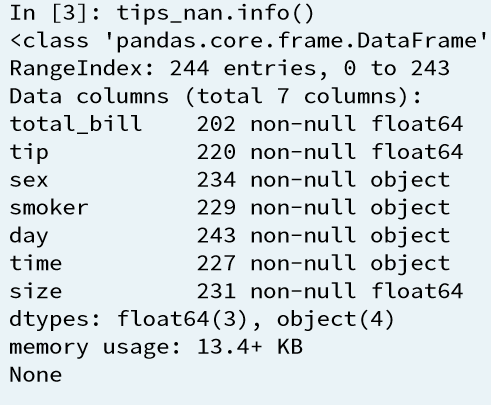 In [3]: tips_nan.info()
<class 'pandas.core.frame.DataFrame'
RangeIndex: 244 entries, 0 to 243
Data columns (total 7 columns):
total_bill    202 non-null float64
tip           220 non-null float64
sex           234 non-null object
smoker        229 non-null object
day           243 non-null object
time          227 non-null object
size          231 non-null float64
dtypes: float64(3), object(4)
memory usage: 13.4+ KB
None